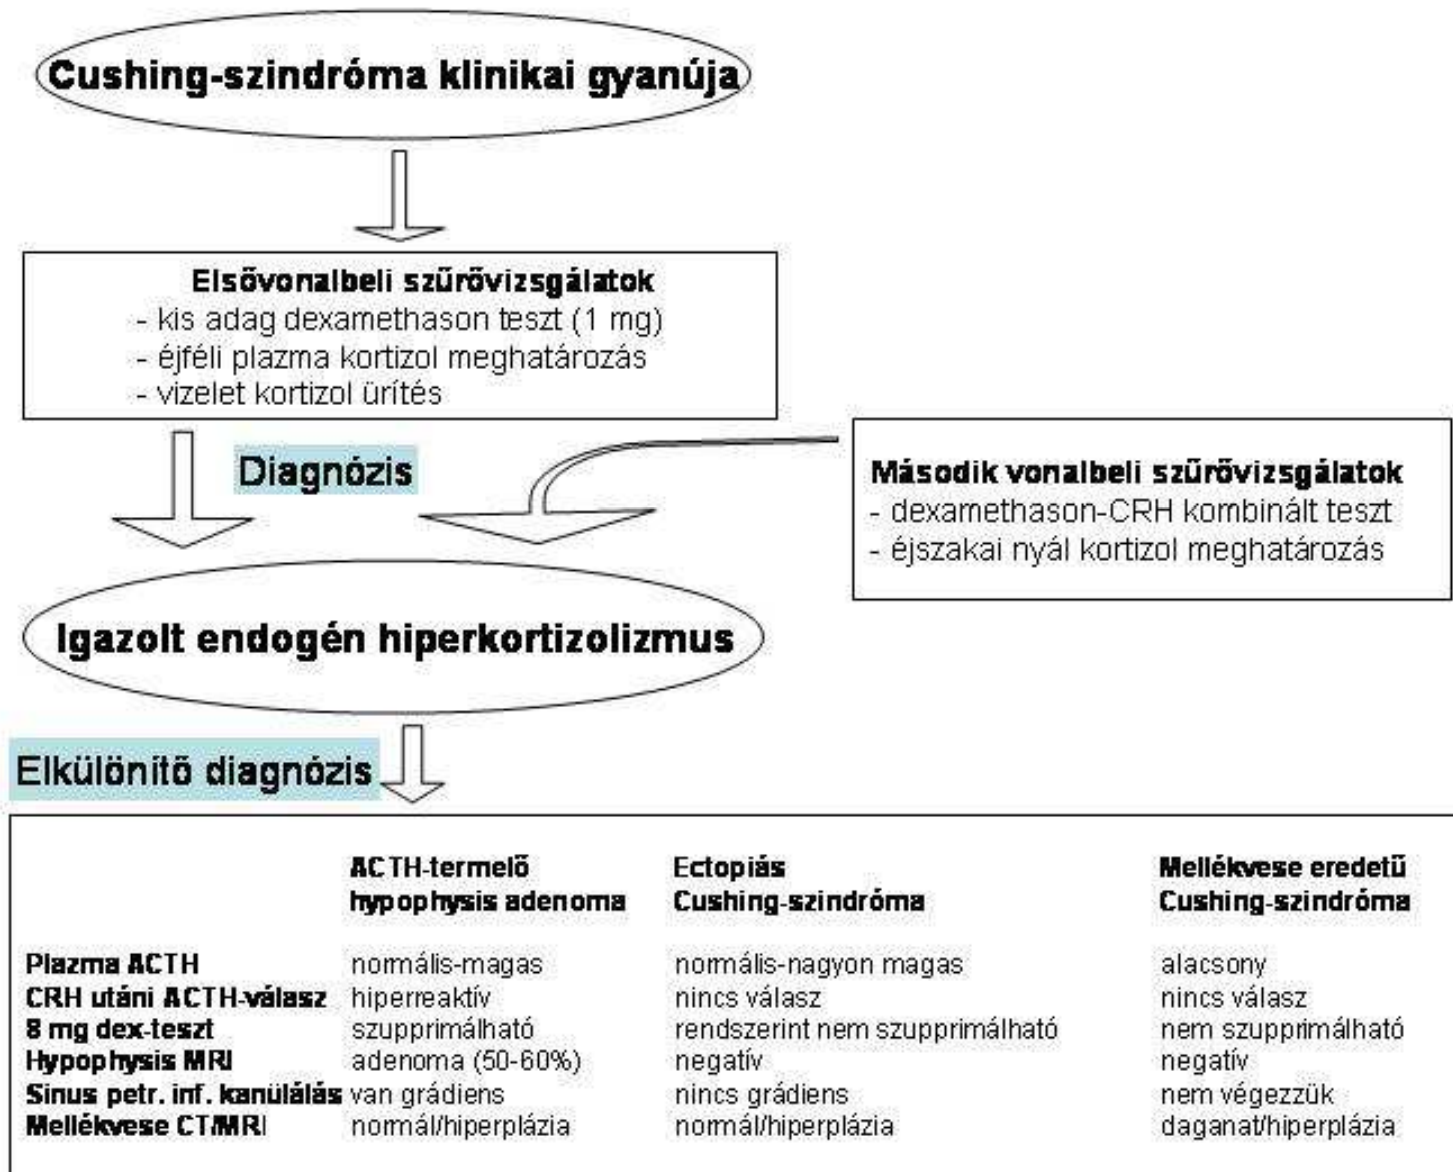 Cushing-szindróma klinikai gyanúja
Elsővonalbeli szűrővizsgálatok
- kis adag dexamethason teszt (1 mg)
- éjféli plazma kortizol meghatározás
- vizelet kortizol ürítés
Diagnózis
Második vonalbeli szűrővizsgálatok
- dexamethason-CRH kombinált teszt
- éjszakai nyál kortizol meghatározás
Igazolt endogén hiperkortizolizmus
Elkülönítő diagnózis
ACTH-termelő Ectopiás Mellékvese eredetű
hypophysis adenoma Cushing-szindróma Cushing-szindróma
Plazma ACTH normális-magas normális-nagyon magas alacsony
CRH utáni ACTH-válasz hiperreaktív nincs válasz nincs válasz
8 mg dex-teszt szupprimálható rendszerint nem szupprimálható nem szupprimálható
Hypophysis MRI adenoma (50-60%) negatív negatív
Sinus petr. inf. kanülálás van grádiens nincs grádiens nem végezzük
Mellékvese CT/MRI normál/hiperplázia normál/hiperplázia daganat/hiperplázia